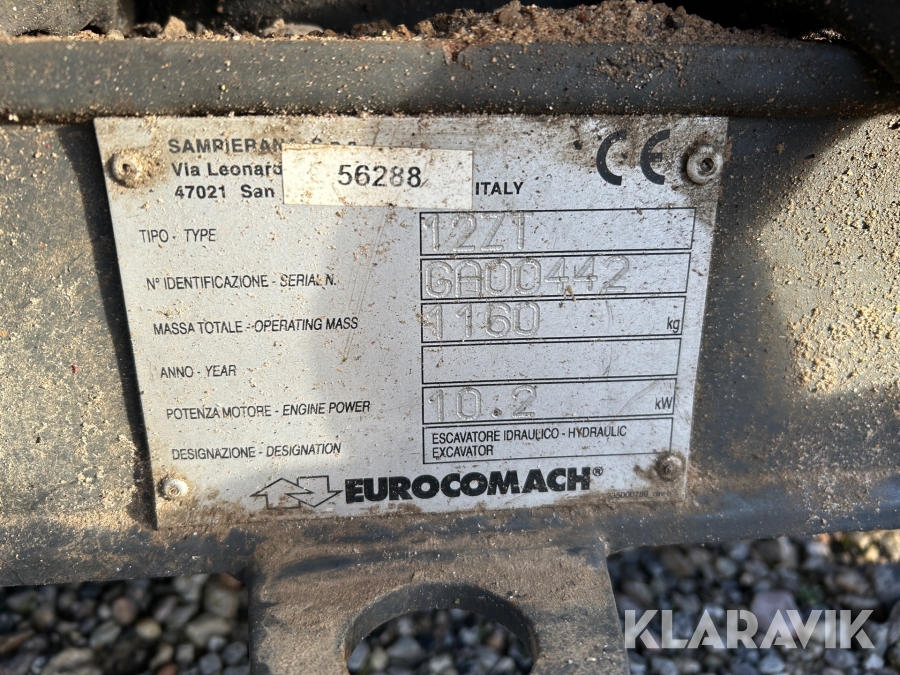 SAMPIERAN
Via Leonard
47021 San
56288
ITALY
CE
TIPO - TYPE 12Z1
N° IDENTIFICAZIONE - SERIAL N. GA00442
MASSA TOTALE - OPERATING MASS 1160 kg
ANNO - YEAR
POTENZA MOTORE - ENGINE POWER 10.2 kW
DESIGNAZIONE - DESIGNATION ESCAVATORE IDRAULICO - HYDRAULIC
EXCAVATOR
EUROCOMACH®
KLARAVIK